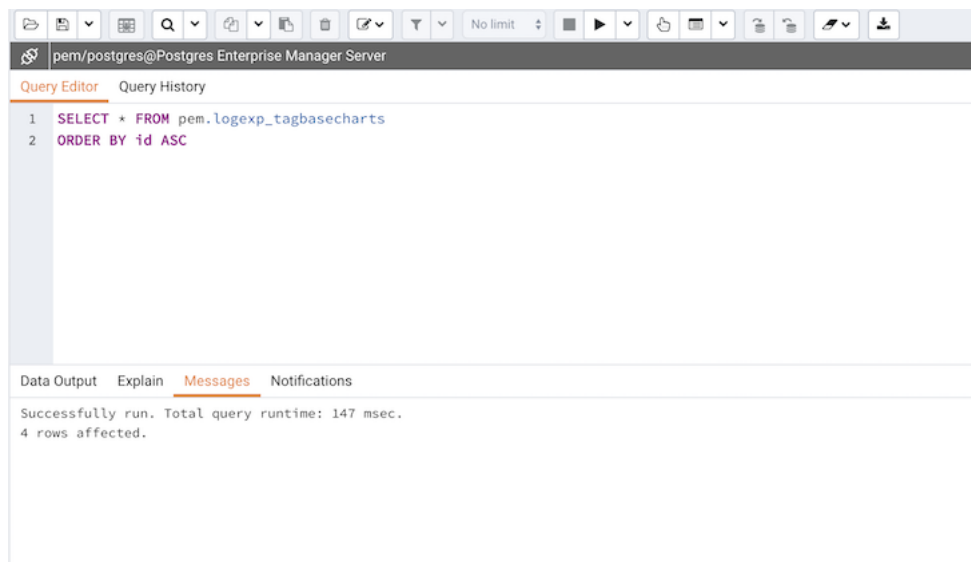 No limit
pem/postgres@Postgres Enterprise Manager Server
Query Editor Query History
1 SELECT * FROM pem.logexp_tagbasecharts
2 ORDER BY id ASC
Data Output Explain Messages Notifications
Successfully run. Total query runtime: 147 msec.
4 rows affected.